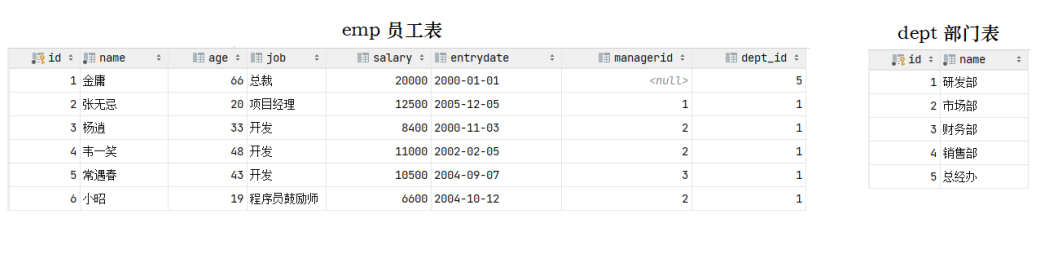 emp 员工表
id name age job salary entrydate managerid dept_id
1 金庸 66 总裁 20000 2000-01-01 <null> 5
2 张无忌 20 项目经理 12500 2005-12-05 1 1
3 杨逍 33 开发 8400 2000-11-03 2 1
4 韦一笑 48 开发 11000 2002-02-05 2 1
5 常遇春 43 开发 10500 2004-09-07 3 1
6 小昭 19 程序员鼓励师 6600 2004-10-12 2 1
dept 部门表
id name
1 研发部
2 市场部
3 财务部
4 销售部
5 总经办